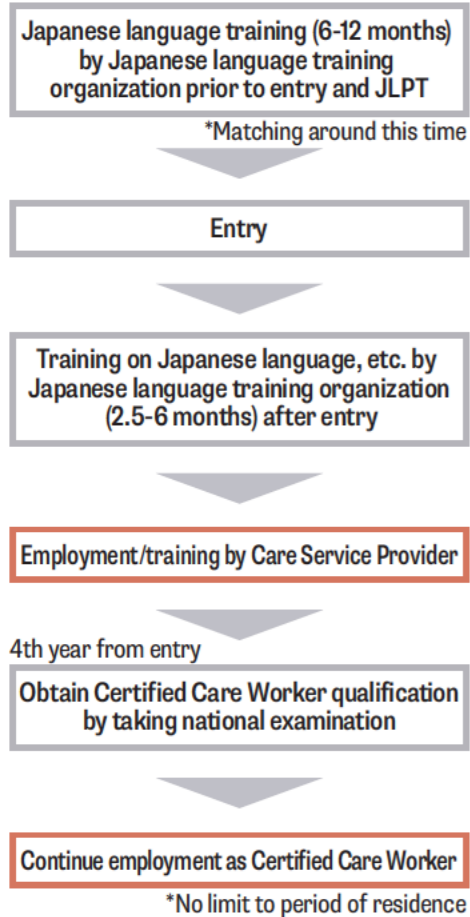 Japanese language training (6-12 months)
by Japanese language training
organization prior to entry and JLPT
*Matching around this time
Entry
Training on Japanese language, etc. by
Japanese language training organization
(2.5-6 months) after entry
Employment/training by Care Service Provider
4th year from entry
Obtain Certified Care Worker qualification
by taking national examination
Continue employment as Certified Care Worker
*No limit to period of residence